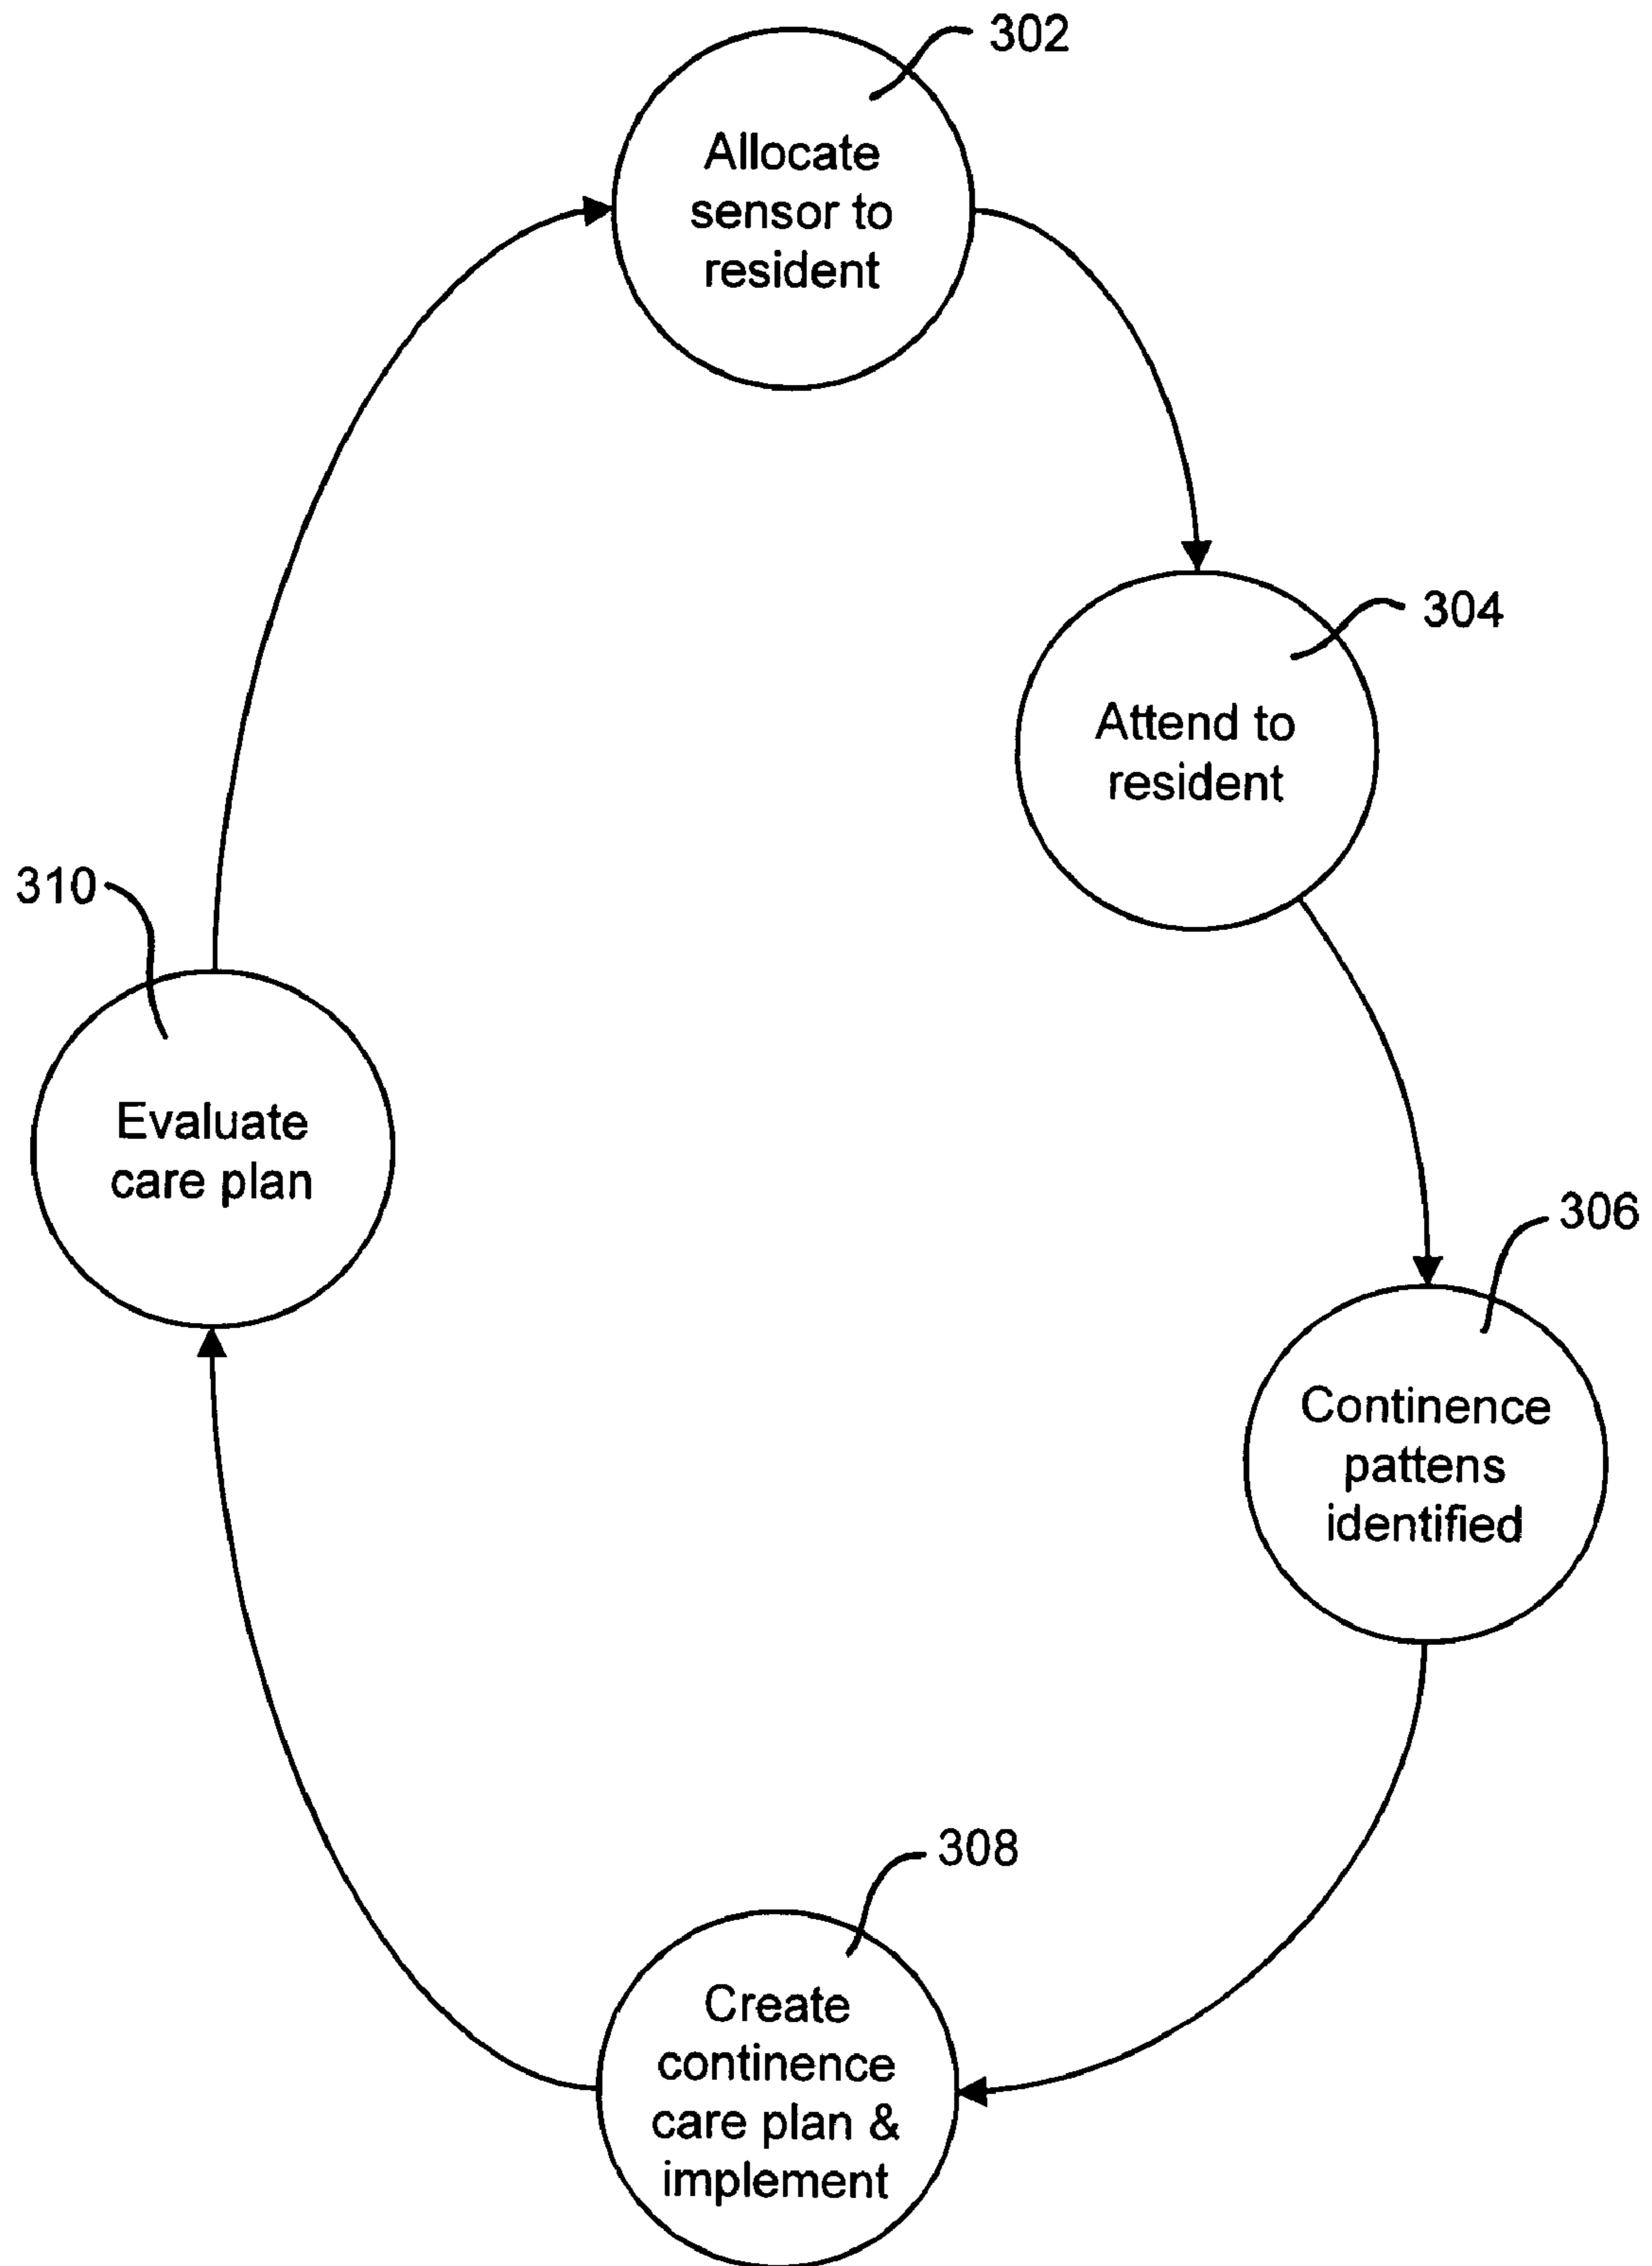 302
Allocate
sensor to
resident
304
Attend to
resident
310
Evaluate
care plan
306
Continence
pattens
identified
308
Create
continence
care plan &
implement